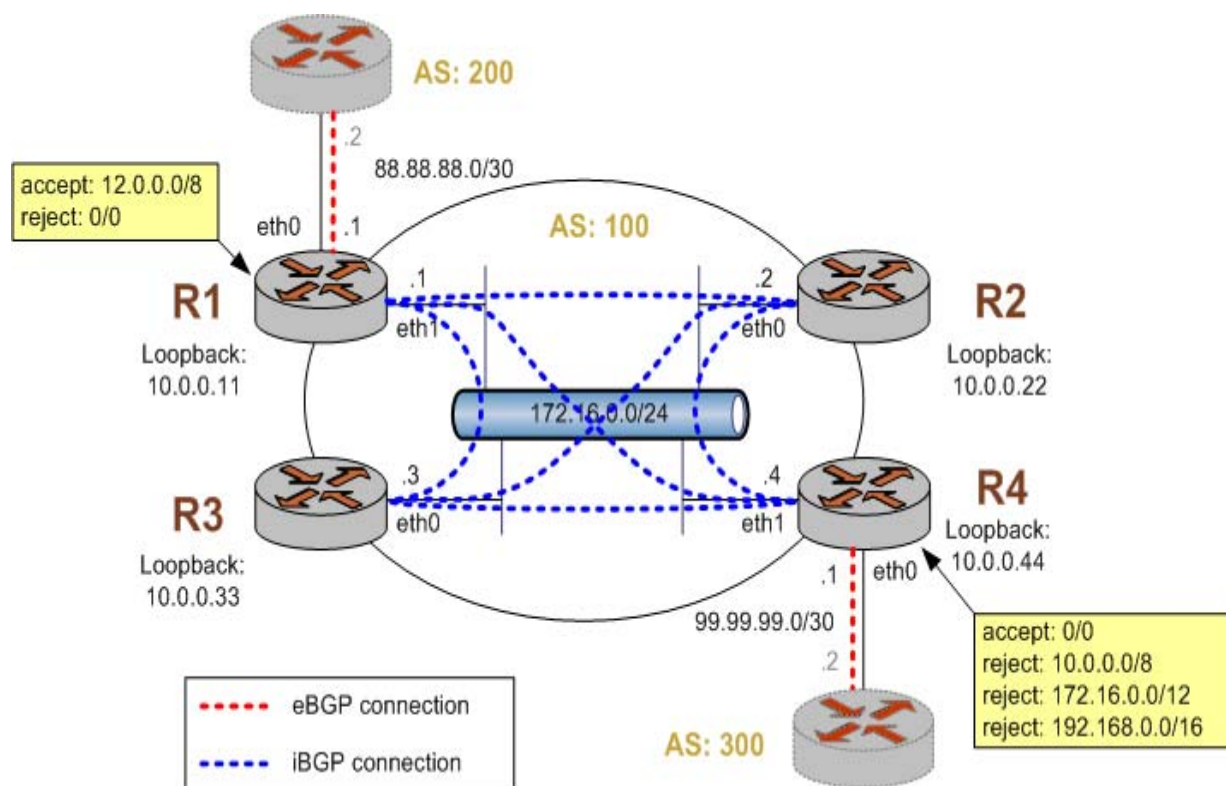 AS: 200
.2
88.88.88.0/30
accept: 12.0.0.0/8
reject: 0/0
eth0
.1
AS: 100
R1
.1
eth1
.2
eth0
R2
Loopback:
10.0.0.11
Loopback:
10.0.0.22
172.16.0.0/24
R3
.3
eth0
.4
eth1
R4
Loopback:
10.0.0.33
Loopback:
10.0.0.44
.1
eth0
99.99.99.0/30
.2
accept: 0/0
reject: 10.0.0.0/8
reject: 172.16.0.0/12
reject: 192.168.0.0/16
AS: 300
eBGP connection
iBGP connection